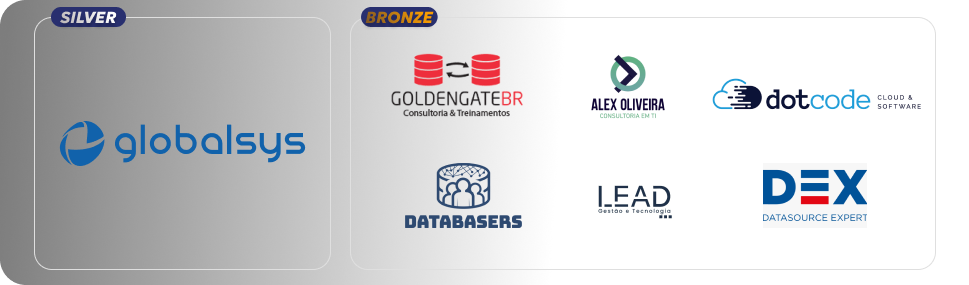 SILVER
BRONZE
globalsys
GOLDENGATEBR
Consultoria & Treinamentos
ALEX OLIVEIRA
CONSULTORIA EM TI
dotcode
CLOUD &
SOFTWARE
DATABASERS
LEAD
Gestão e Tecnologia
DEX
DATASOURCE EXPERT